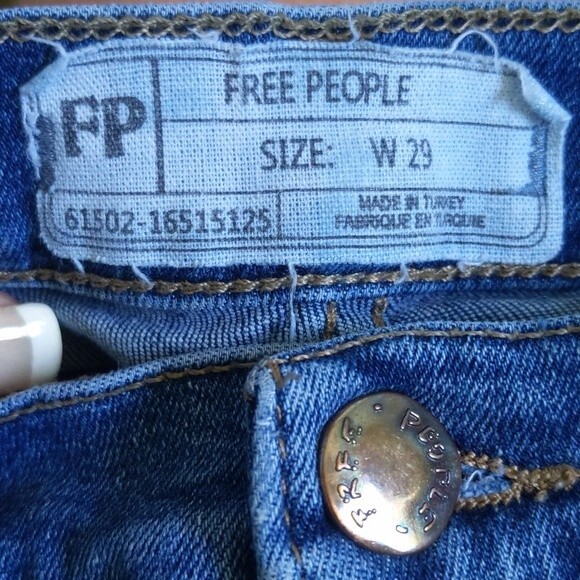 FP
FREE PEOPLE
SIZE: W 29
61502-16515125
MADE IN TURKEY
FABRIQUE EN TURQUIE
FREE · PEOPLE ·